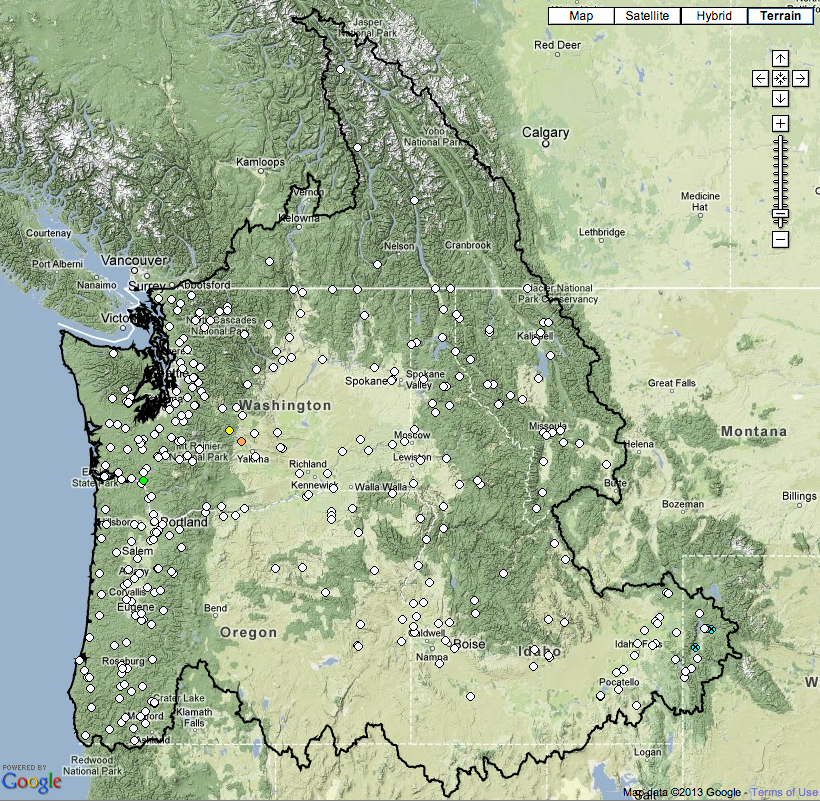 Map Satellite Hybrid Terrain
Jasper
National Park
Red Deer
Yoho
National Park
Calgary
Kamloops
Vernon
Medicine
Hat
Kelowna
Courtenay
Lethbridge
Nelson
Cranbrook
Port Alberni
Vancouver
Nanaimo
Surrey
Abbotsford
Glacier National
Park Conservancy
National Park
Kalispell
Great Falls
Spokane
Spokane
Valley
Washington
Montana
Missoula
Helena
Moscow
National Park
Yakima
Lewiston
Richland
Kennewick
Walla Walla
State Park
Butte
Billings
Bozeman
Portland
Salem
Corvallis
Eugene
Bend
Oregon
Caldwell
Boise
Nampa
Idaho
Idaho Falls
Roseburg
Pocatello
Crater Lake
Klamath
Falls
Medford
Ashland
Logan
Redwood
National Park
POWERED BY
Google
Salt
Map data ©2013 Google - Terms of Use